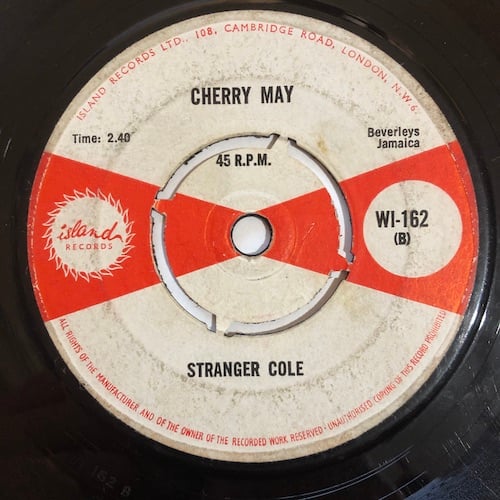 ISLAND RECORDS LTD., 108, CAMBRIDGE ROAD, LONDON, N.W.6.
CHERRY MAY
Time: 2.40
Beverleys
Jamaica
45 R.P.M.
island
RECORDS
WI-162
(B)
STRANGER COLE
ALL RIGHTS OF THE MANUFACTURER AND OF THE OWNER OF THE RECORDED WORK RESERVED · UNAUTHORISED COPYING OF THIS RECORD PROHIBITED